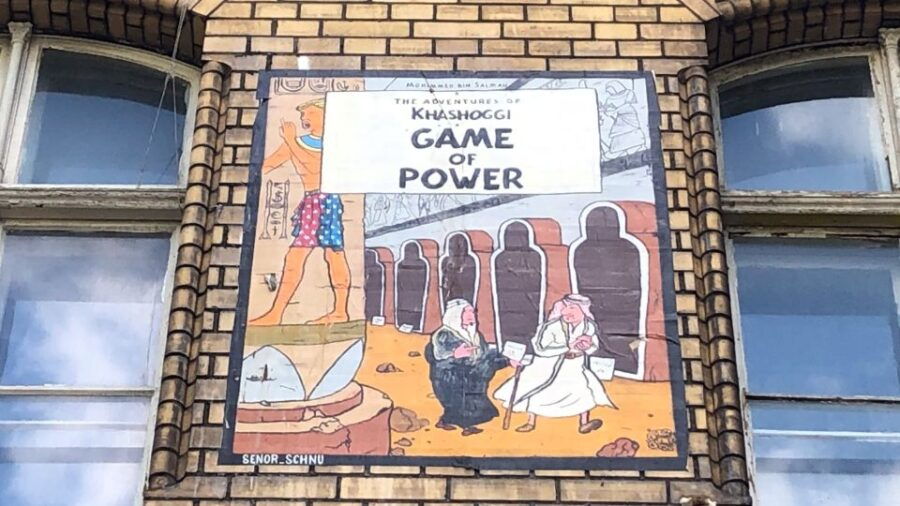 MOHAMMED BIN SALMAN
THE ADVENTURES OF
KHASHOGGI
GAME
OF
POWER
SENOR_SCHNU